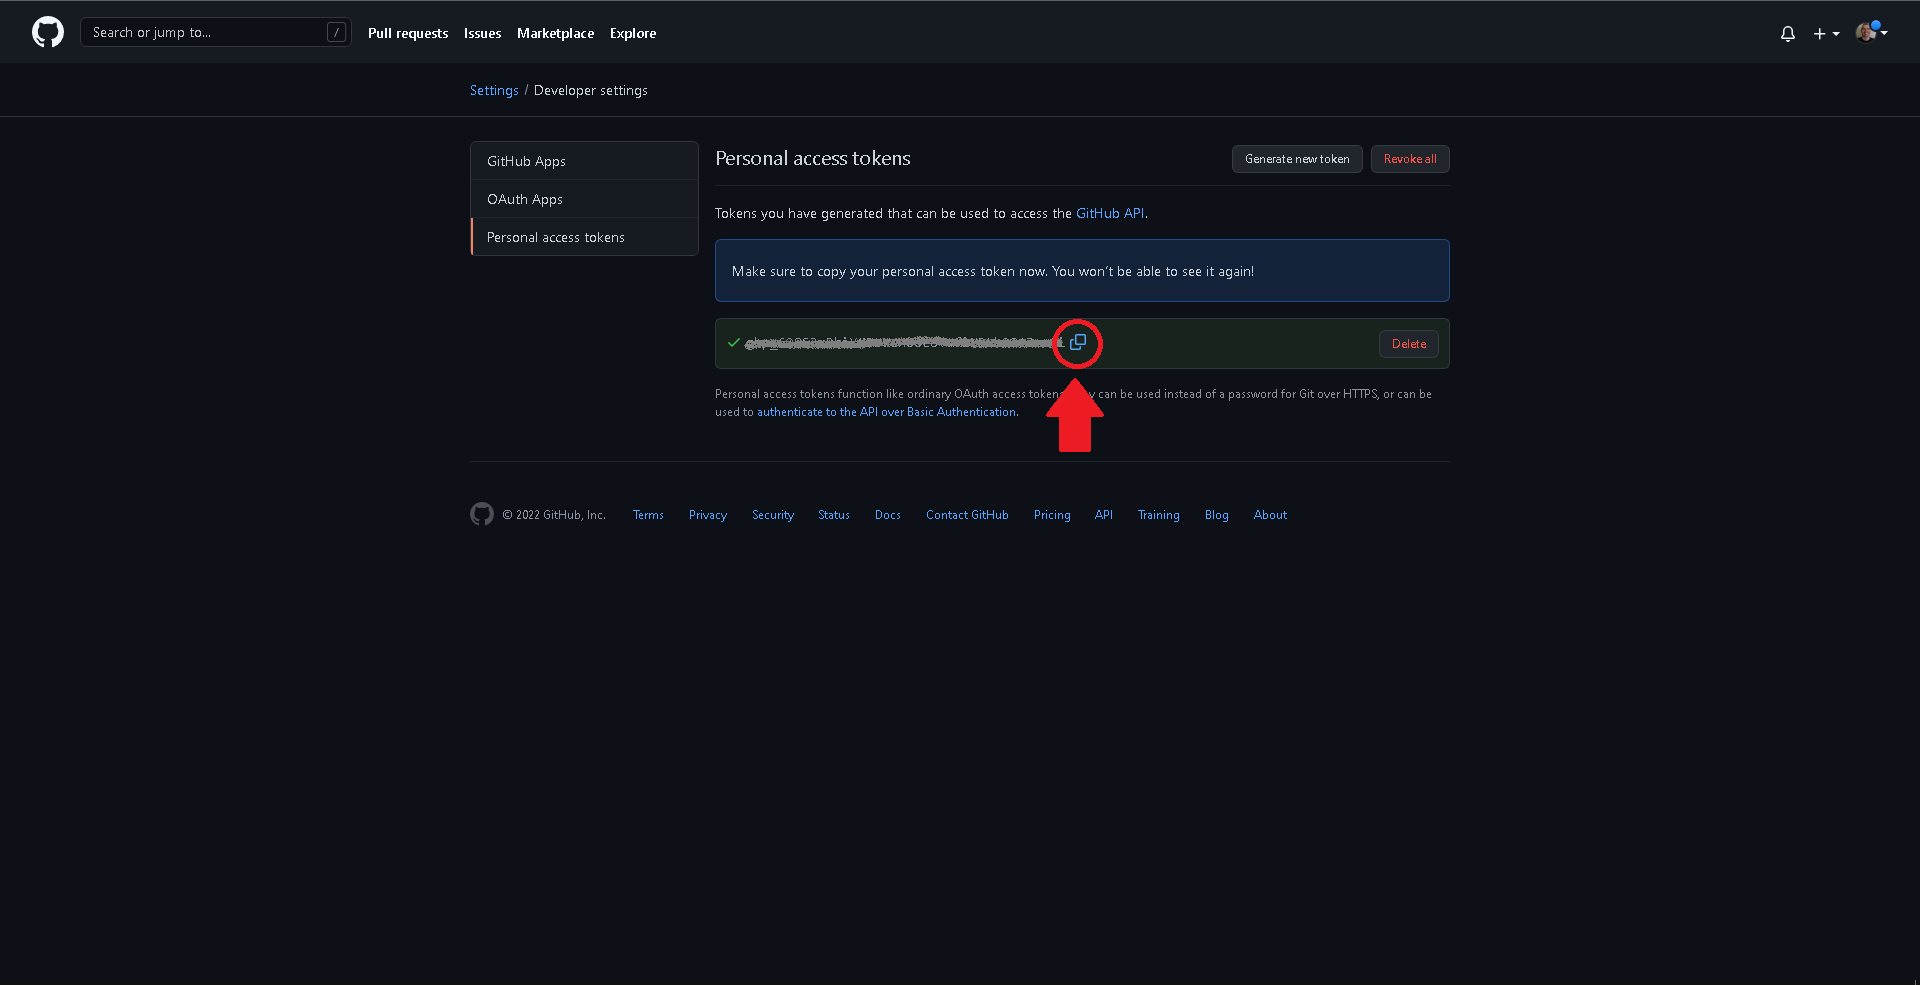 Search or jump to... /
Pull requests Issues Marketplace Explore
Settings / Developer settings
GitHub Apps
OAuth Apps
Personal access tokens
Personal access tokens
Generate new token
Revoke all
Tokens you have generated that can be used to access the GitHub API.
Make sure to copy your personal access token now. You won't be able to see it again!
Delete
Personal access tokens function like ordinary OAuth access can be used instead of a password for Git over HTTPS, or can be
used to authenticate to the API over Basic Authentication.
© 2022 GitHub, Inc. Terms Privacy Security Status Docs Contact GitHub Pricing API Training Blog About